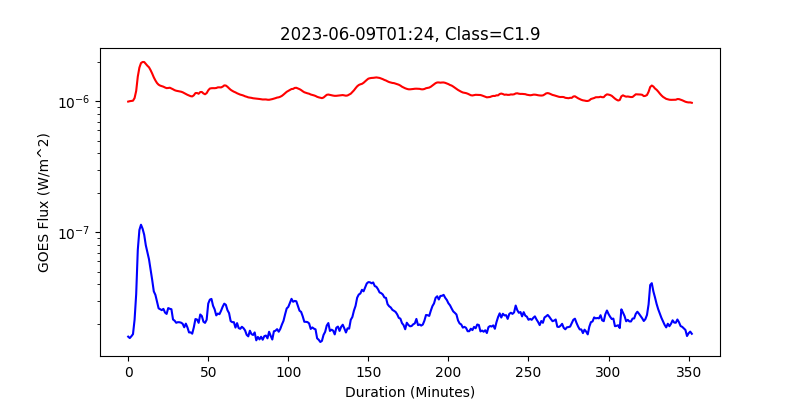 2023-06-09T01:24, Class=C1.9
GOES Flux (W/m^2)
10^-6
10^-7
0 50 100 150 200 250 300 350
Duration (Minutes)